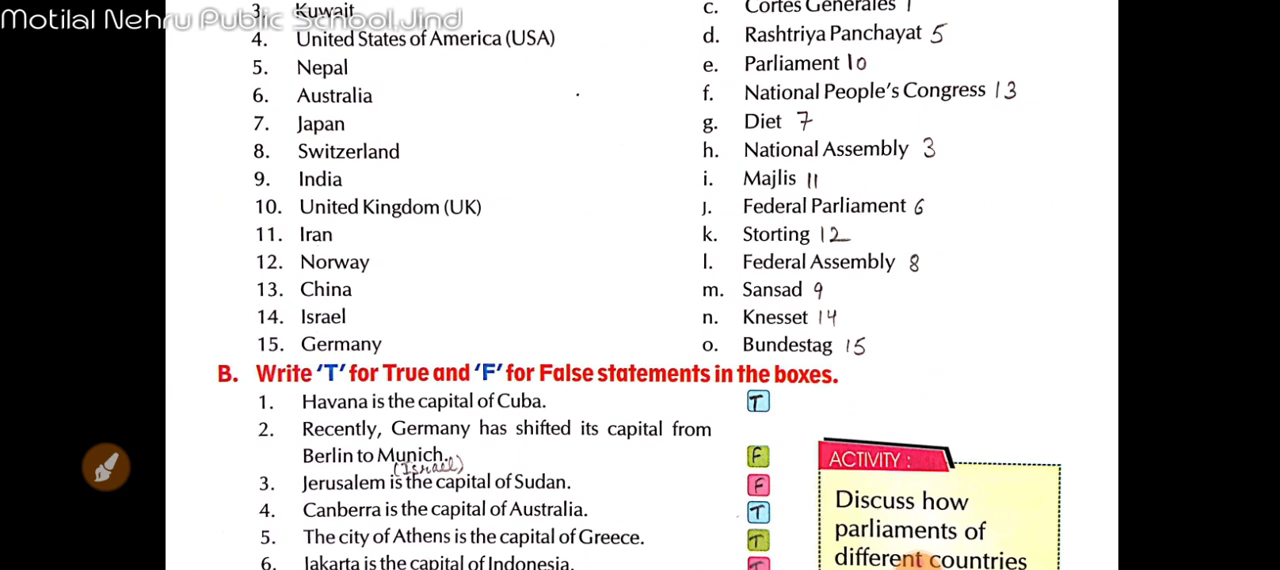 Motilal Nehru Public School,Jind
3. Kuwait c. Cortes Generales 1
4. United States of America (USA) d. Rashtriya Panchayat 5
5. Nepal e. Parliament 10
6. Australia f. National People's Congress 13
7. Japan g. Diet 7
8. Switzerland h. National Assembly 3
9. India i. Majlis 11
10. United Kingdom (UK) J. Federal Parliament 6
11. Iran k. Storting 12
12. Norway l. Federal Assembly 8
13. China m. Sansad 9
14. Israel n. Knesset 14
15. Germany o. Bundestag 15
B. Write 'T' for True and 'F' for False statements in the boxes.
1. Havana is the capital of Cuba. T
2. Recently, Germany has shifted its capital from
Berlin to Munich. F
(Israel)
3. Jerusalem is the capital of Sudan. F
4. Canberra is the capital of Australia. T
5. The city of Athens is the capital of Greece. T
6. Jakarta is the capital of Indonesia. T
ACTIVITY :
Discuss how
parliaments of
different countries